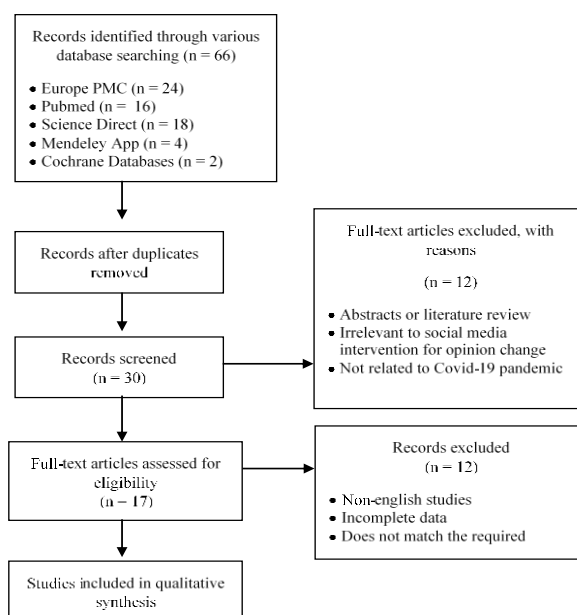 Records identified through various
database searching (n = 66)
• Europe PMC (n = 24)
• Pubmed (n = 16)
• Science Direct (n = 18)
• Mendeley App (n = 4)
• Cochrane Databases (n = 2)
Records after duplicates
removed
Full-text articles excluded, with
reasons
(n = 12)
• Abstracts or literature review
• Irrelevant to social media
intervention for opinion change
• Not related to Covid-19 pandemic
Records screened
(n = 30)
Full-text articles assessed for
eligibility
(n = 17)
Records excluded
(n = 12)
• Non-english studies
• Incomplete data
• Does not match the required
Studies included in qualitative
synthesis